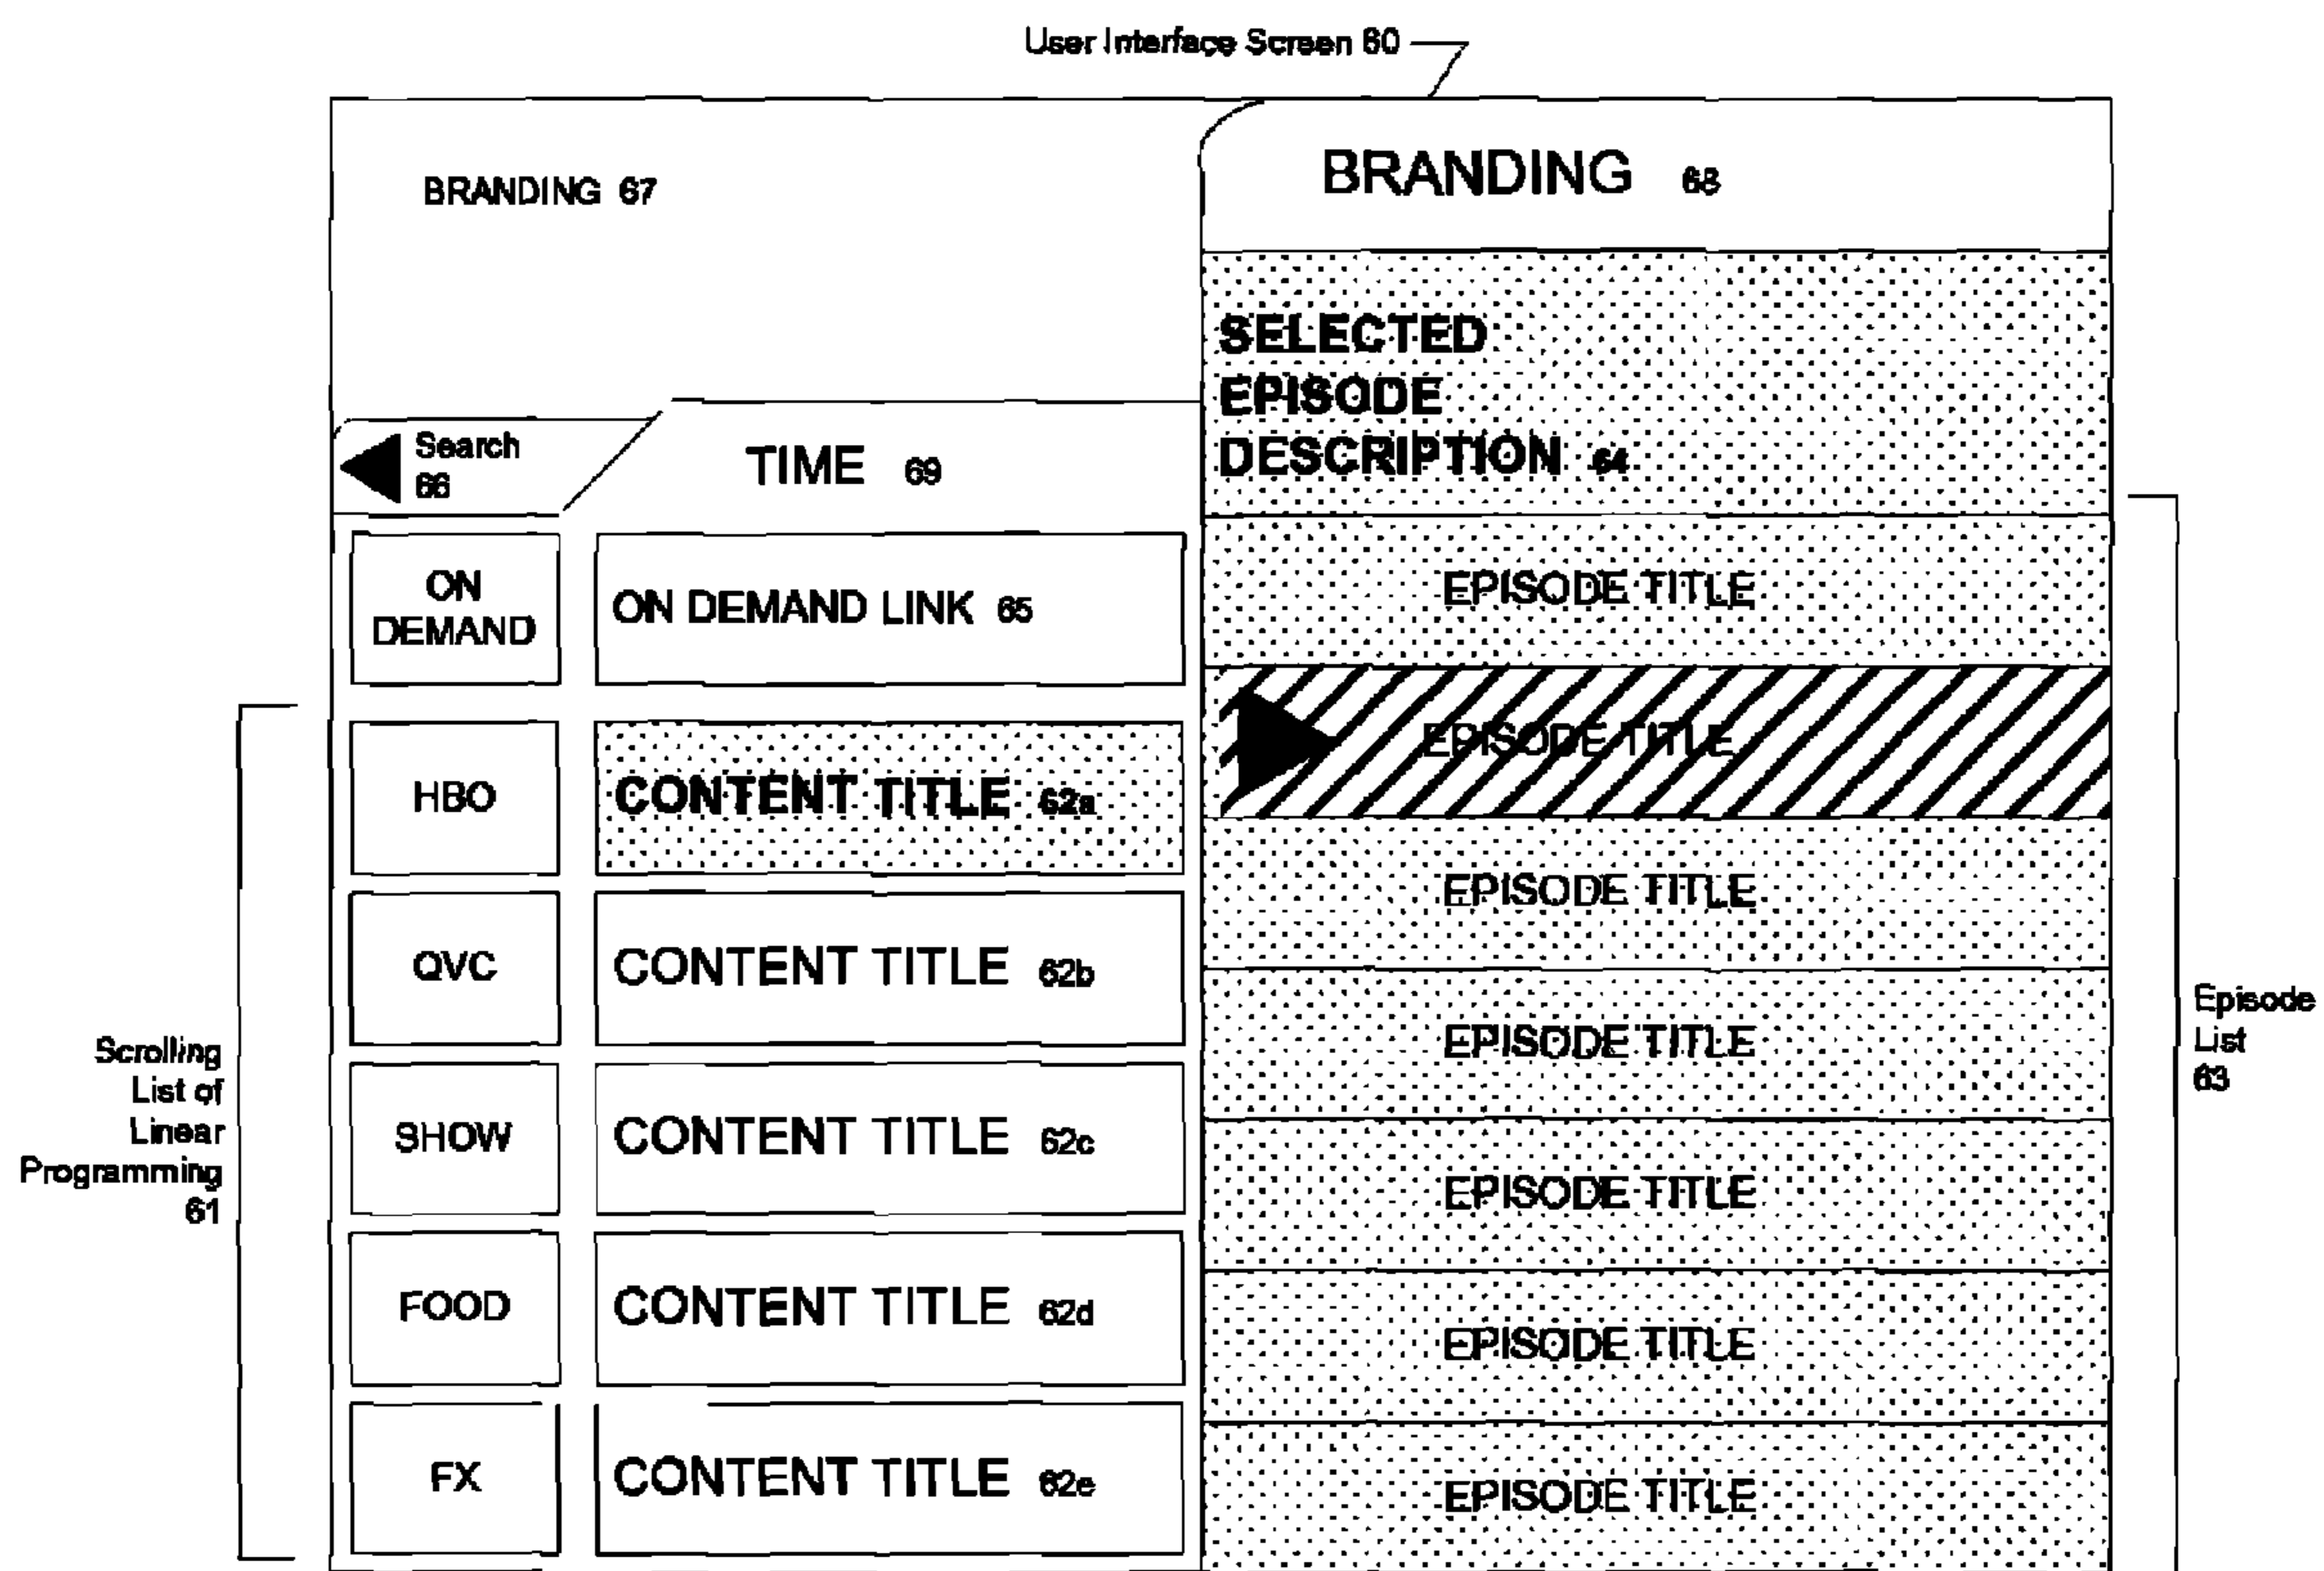 User Interface Screen 60
BRANDING 67
BRANDING 68
SELECTED
EPISODE
DESCRIPTION 64
Search
66
TIME 69
ON
DEMAND
ON DEMAND LINK 65
HBO
CONTENT TITLE 62a
QVC
CONTENT TITLE 62b
SHOW
CONTENT TITLE 62c
FOOD
CONTENT TITLE 62d
FX
CONTENT TITLE 62e
Scrolling
List of
Linear
Programming
61
EPISODE TITLE
EPISODE TITLE
EPISODE TITLE
EPISODE TITLE
EPISODE TITLE
EPISODE TITLE
EPISODE TITLE
Episode
List
63